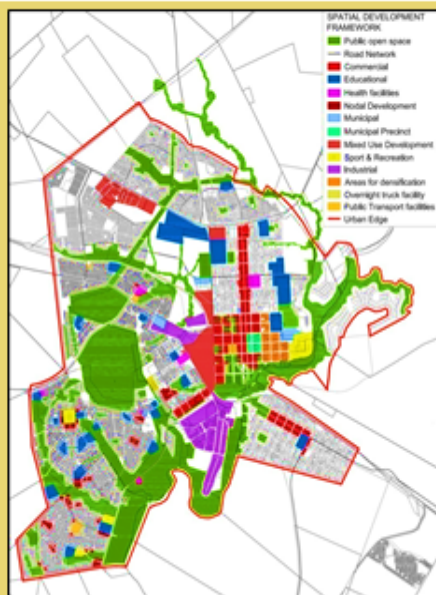 SPATIAL DEVELOPMENT
FRAMEWORK
Public open space
Road Network
Commercial
Educational
Health facilities
Nodal Development
Municipal
Municipal Precinct
Mixed Use Development
Sport & Recreation
Industrial
Areas for densification
Overnight truck facility
Public Transport facilities
Urban Edge